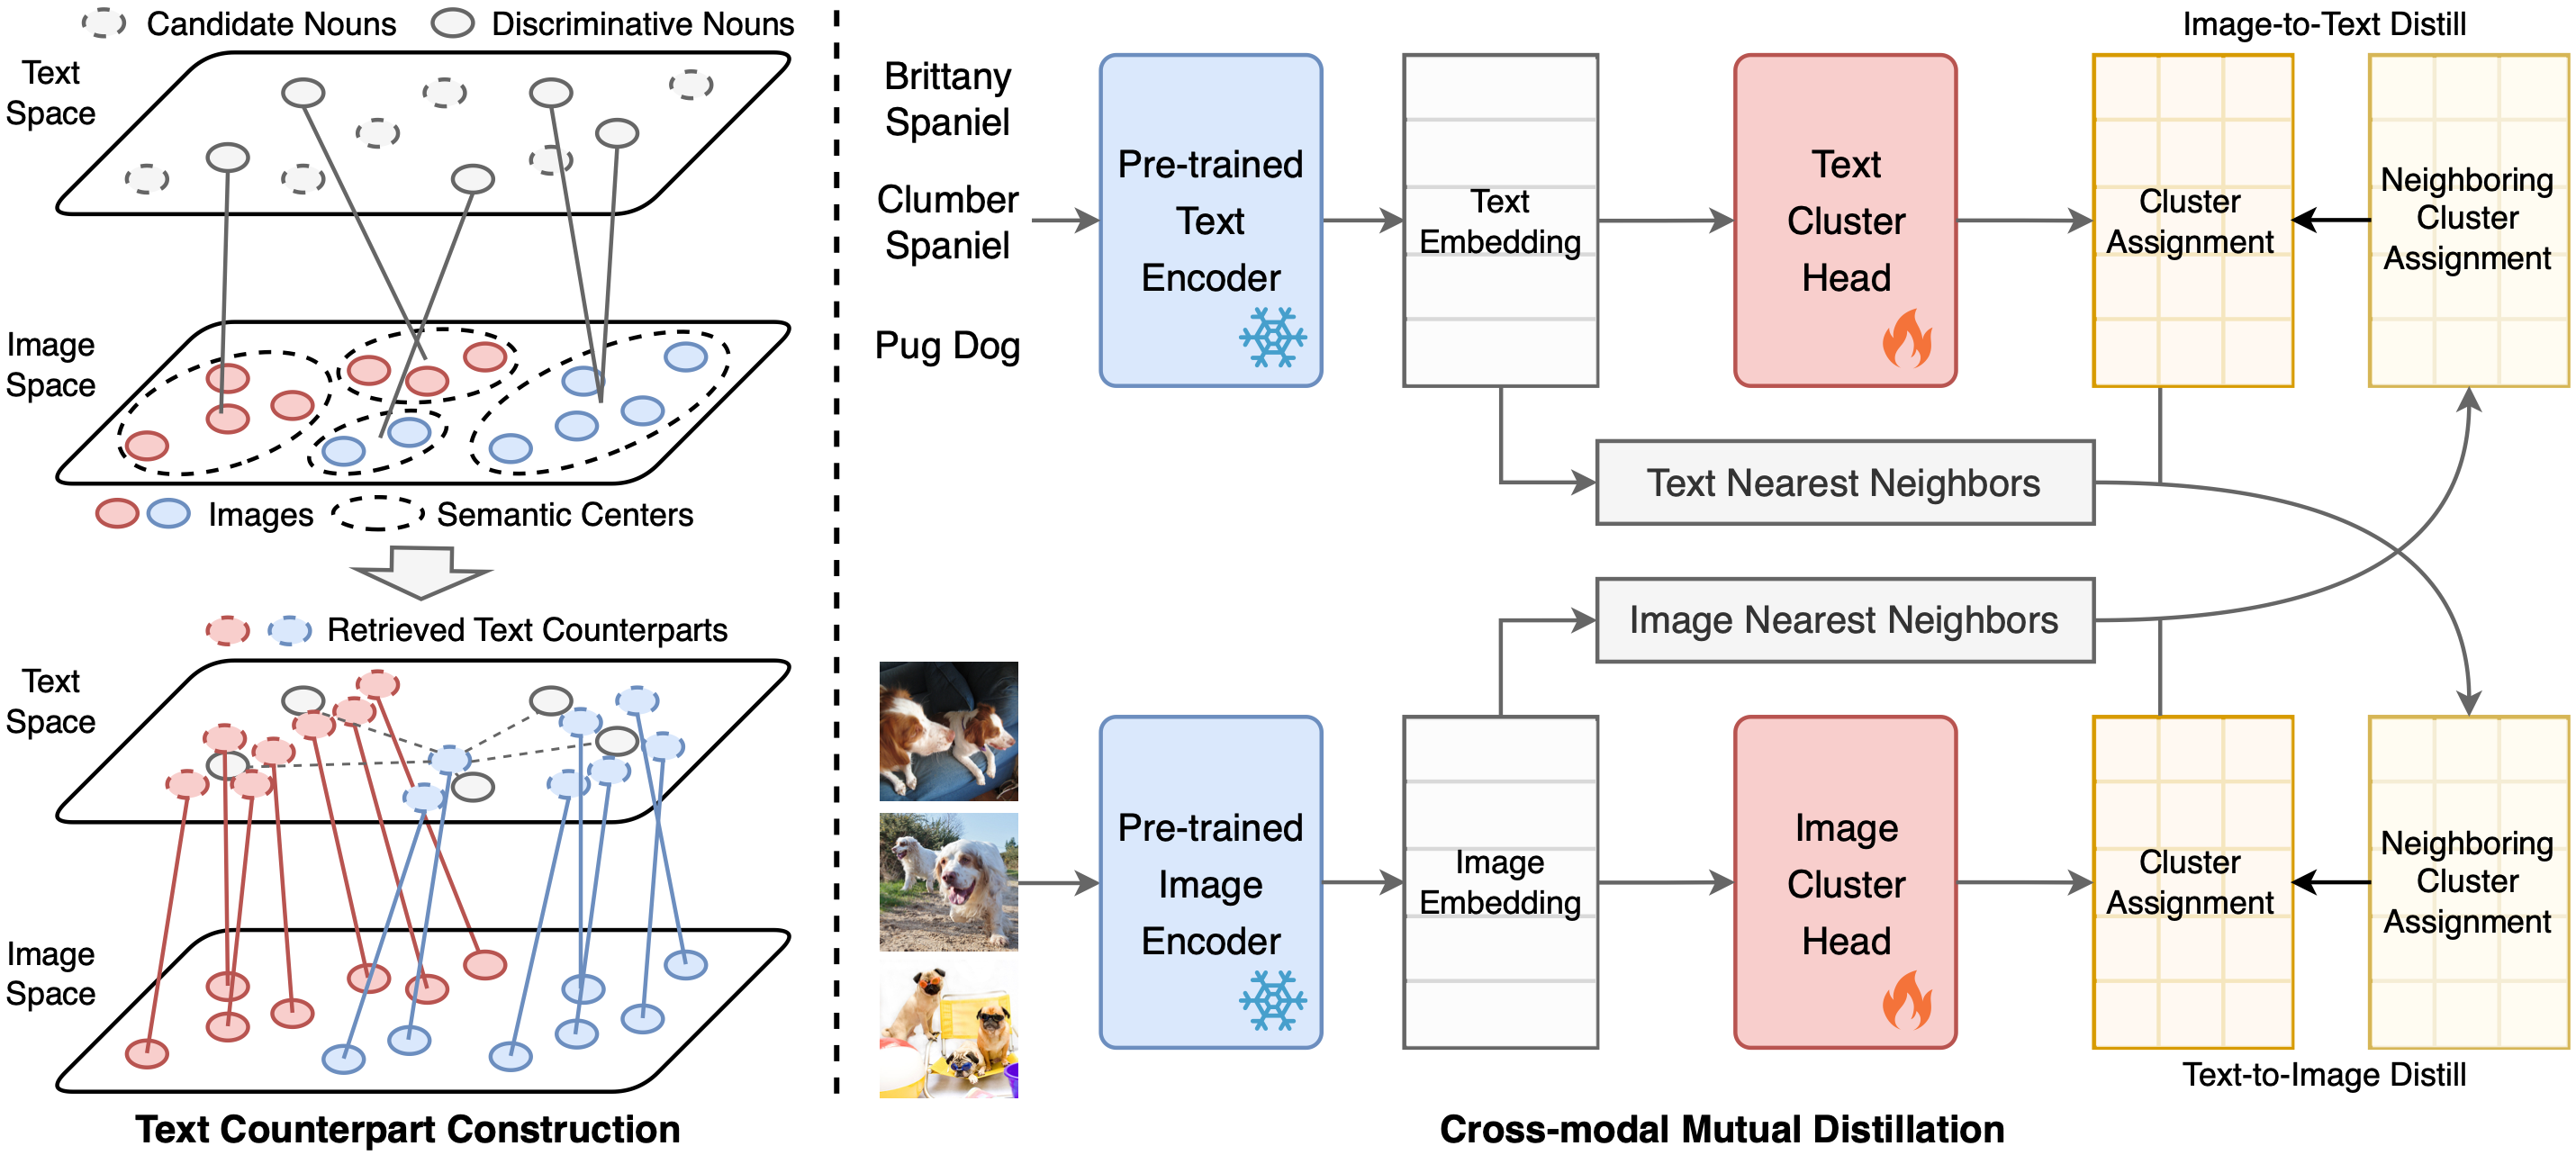 Candidate Nouns
Discriminative Nouns
Text
Space
Image
Space
Images
Semantic Centers
Retrieved Text Counterparts
Text
Space
Image
Space
Text Counterpart Construction
Image-to-Text Distill
Brittany
Spaniel
Clumber
Spaniel
Pug Dog
Pre-trained
Text
Encoder
Text
Embedding
Text
Cluster
Head
Cluster
Assignment
Neighboring
Cluster
Assignment
Text Nearest Neighbors
Image Nearest Neighbors
Pre-trained
Image
Encoder
Image
Embedding
Image
Cluster
Head
Cluster
Assignment
Neighboring
Cluster
Assignment
Text-to-Image Distill
Cross-modal Mutual Distillation